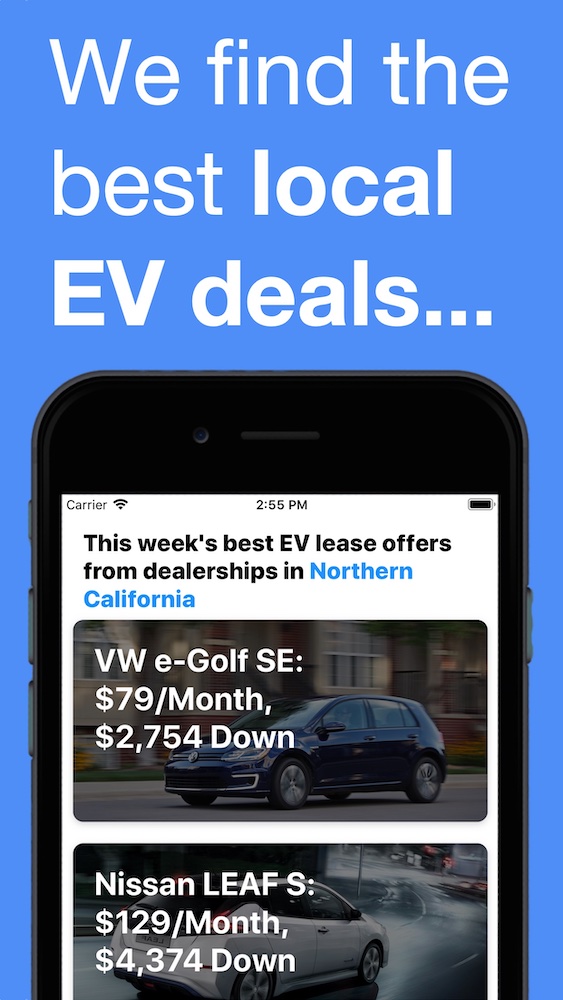 We find the
best local
EV deals...
Carrier 2:55 PM
This week's best EV lease offers
from dealerships in Northern
California
VW e-Golf SE:
$79/Month,
$2,754 Down
Nissan LEAF S:
$129/Month,
$4,374 Down
LEAF